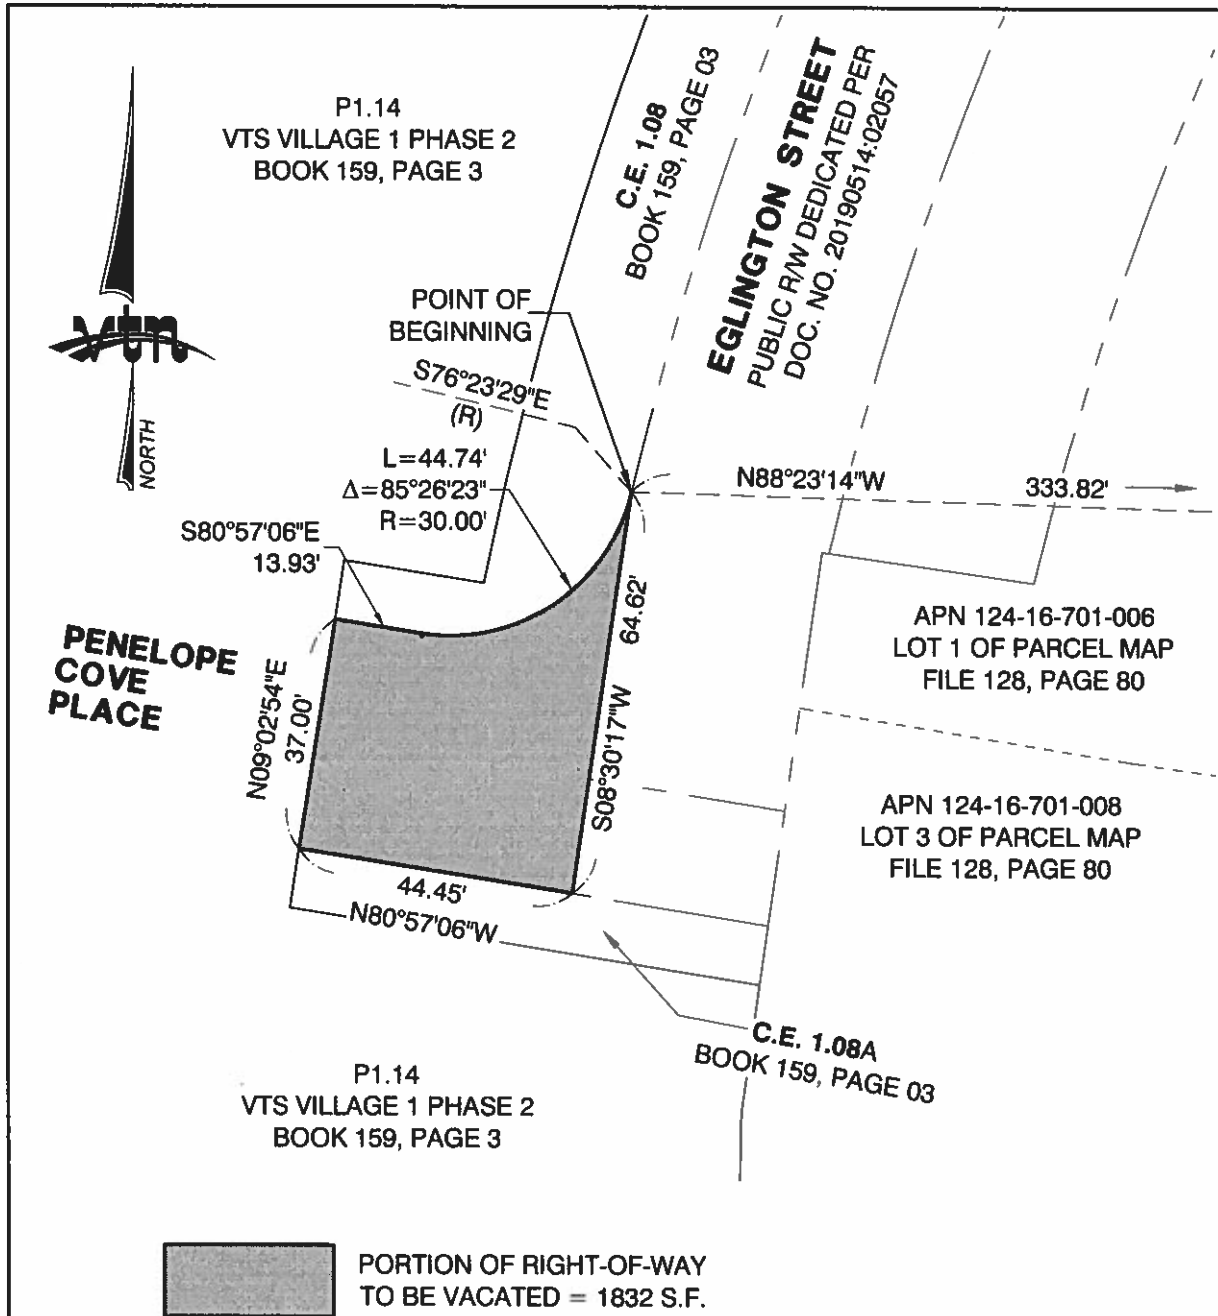 P1.14
VTS VILLAGE 1 PHASE 2
BOOK 159, PAGE 3
C.E. 1.08
BOOK 159, PAGE 03
EGLINGTON STREET
PUBLIC R/W DEDICATED PER
DOC. NO. 20190514:02057
vtn
NORTH
POINT OF
BEGINNING
S76°23'29"E
(R)
L=44.74'
Δ=85°26'23"
R=30.00'
N88°23'14"W
333.82'
S80°57'06"E
13.93'
64.62'
S08°30'17"W
PENELOPE
COVE
PLACE
N09°02'54"E
37.00'
APN 124-16-701-006
LOT 1 OF PARCEL MAP
FILE 128, PAGE 80
APN 124-16-701-008
LOT 3 OF PARCEL MAP
FILE 128, PAGE 80
44.45'
N80°57'06"W
C.E. 1.08A
BOOK 159, PAGE 03
P1.14
VTS VILLAGE 1 PHASE 2
BOOK 159, PAGE 3
PORTION OF RIGHT-OF-WAY
TO BE VACATED = 1832 S.F.